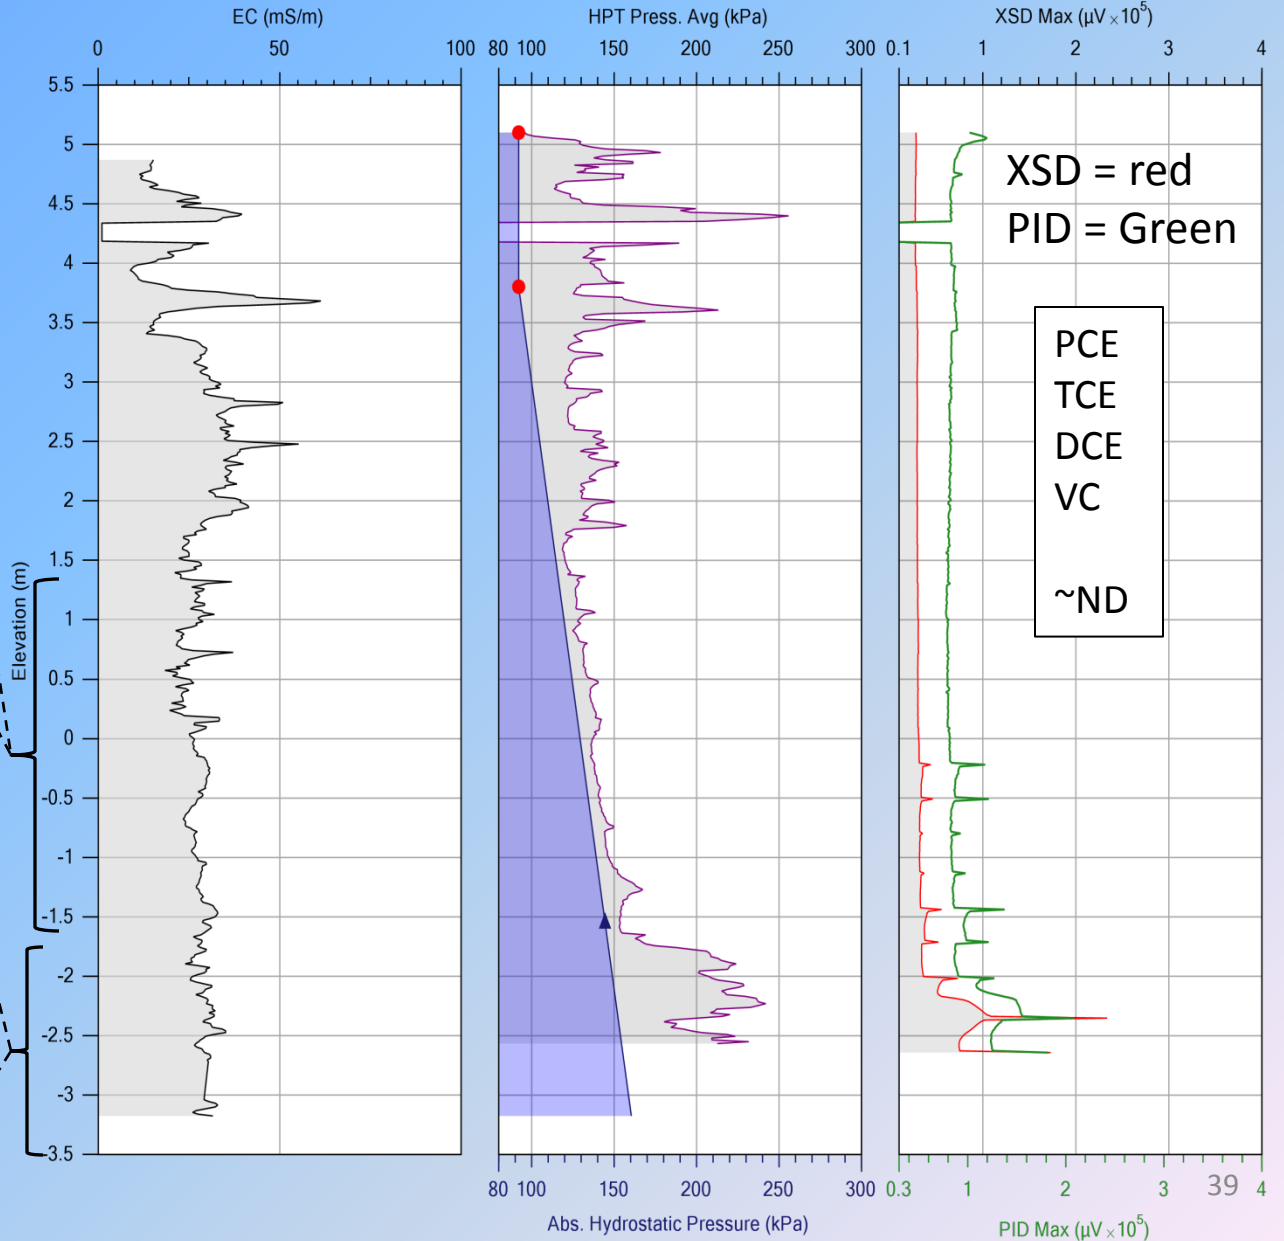 EC (mS/m)
HPT Press. Avg (kPa)
XSD Max (µV ×10⁵)
0 50 100
80 100 150 200 250 300
0.1 1 2 3 4
5.5
5
4.5
4
3.5
3
2.5
2
1.5
1
0.5
0
-0.5
-1
-1.5
-2
-2.5
-3
-3.5
Elevation (m)
XSD = red
PID = Green
PCE
TCE
DCE
VC
~ND
80 100 150 200 250 300
0.3 1 2 3 4
39
Abs. Hydrostatic Pressure (kPa)
PID Max (µV ×10⁵)